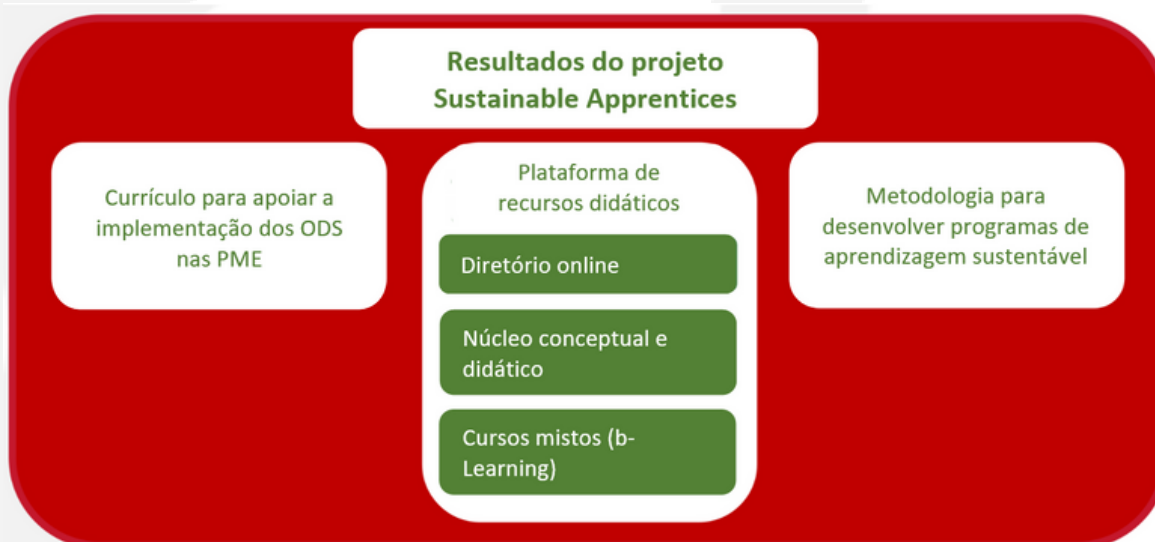 Resultados do projeto
Sustainable Apprentices
Currículo para apoiar a
implementação dos ODS
nas PME
Plataforma de
recursos didáticos
Diretório online
Núcleo conceptual e
didático
Cursos mistos (b-
Learning)
Metodologia para
desenvolver programas de
aprendizagem sustentável